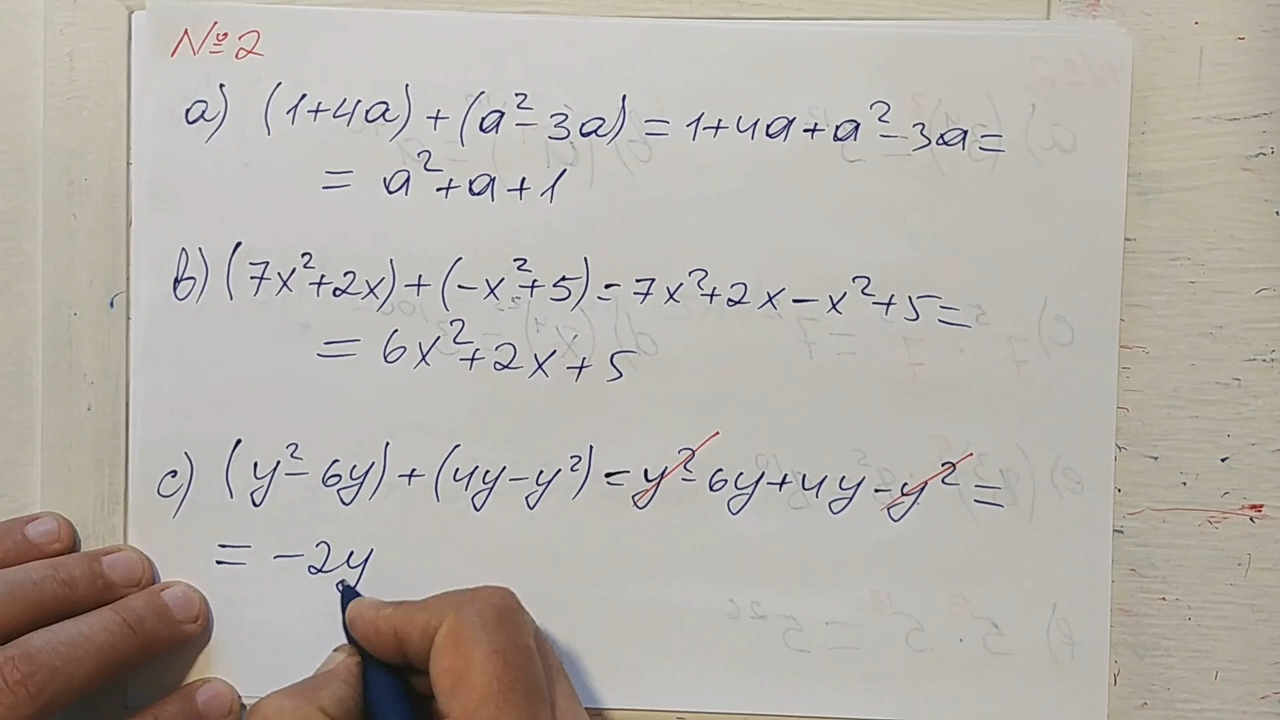 №2
a) (1+4a)+(a²-3a)=1+4a+a²-3a=
= a²+a+1
b) (7x²+2x)+(-x²+5)=7x²+2x-x²+5=
= 6x²+2x+5
c) (y²-6y)+(4y-y²)=y²-6y+4y-y²=
= -2y